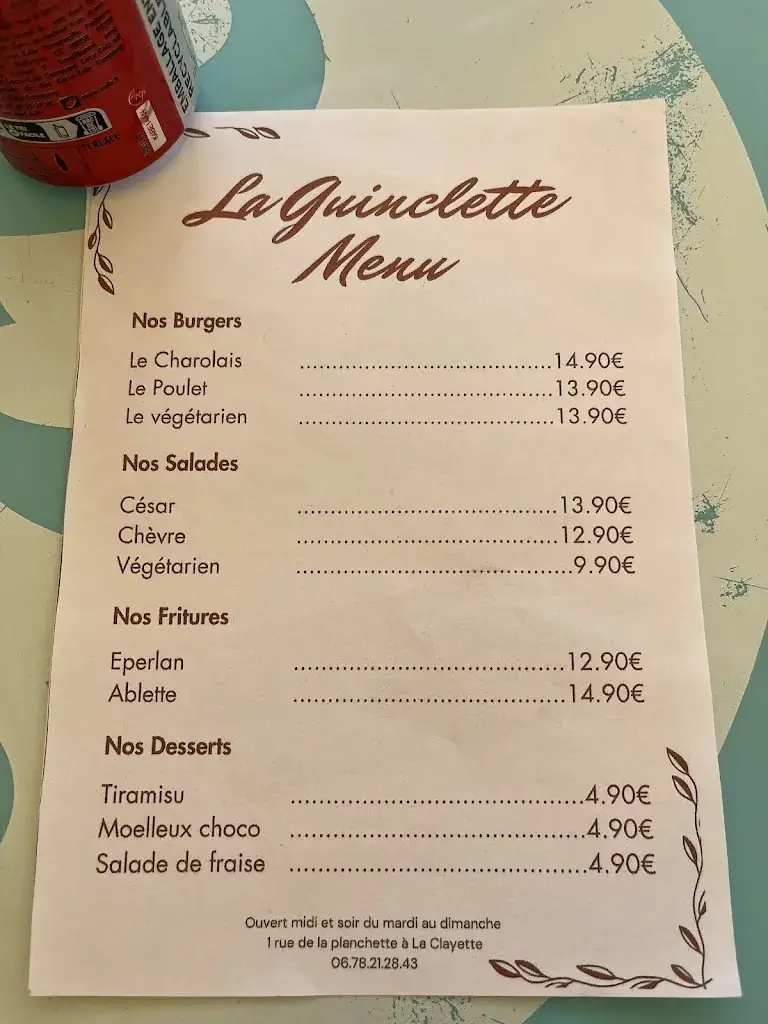 EMBALLAGE EN
RECYCLABLE
La Guinclette
Menu
Nos Burgers
Le Charolais ........................................14.90€
Le Poulet ........................................13.90€
Le végétarien ........................................13.90€
Nos Salades
César ........................................13.90€
Chèvre ........................................12.90€
Végétarien ...........................................9.90€
Nos Fritures
Eperlan .........................................12.90€
Ablette .........................................14.90€
Nos Desserts
Tiramisu ...........................................4.90€
Moelleux choco ...........................................4.90€
Salade de fraise ...........................................4.90€
Ouvert midi et soir du mardi au dimanche
1 rue de la planchette à La Clayette
06.78.21.28.43